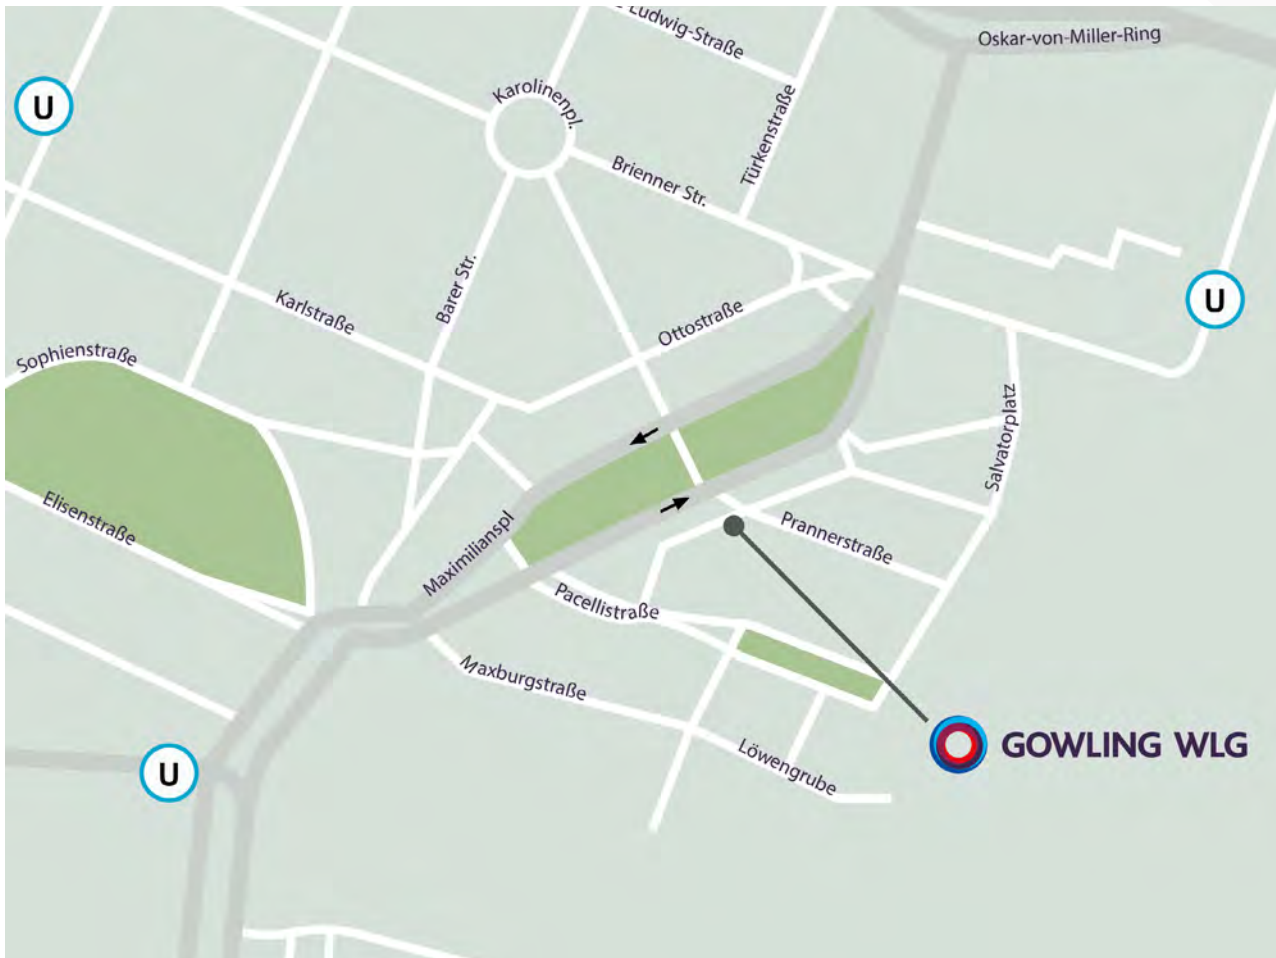 Ludwig-Straße
Oskar-von-Miller-Ring
U
Karolinenpl.
Türkenstraße
Brienner Str.
Barer Str.
Karlstraße
U
Ottostraße
Sophienstraße
Salvatorplatz
Elisenstraße
Maximilianspl
Prannerstraße
Pacellistraße
Maxburgstraße
GOWLING WLG
Löwengrube
U